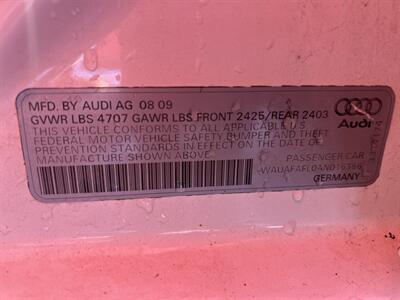 MFD. BY AUDI AG 08 09
GVWR LBS 4707 GAWR LBS FRONT 2425/REAR 2403
THIS VEHICLE CONFORMS TO ALL APPLICABLE U.S
FEDERAL MOTOR VEHICLE SAFETY BUMPER AND THEFT
PREVENTION STANDARDS IN EFFECT ON THE DATE OF
MANUFACTURE SHOWN ABOVE
Audi
PASSENGER CAR
GERMANY